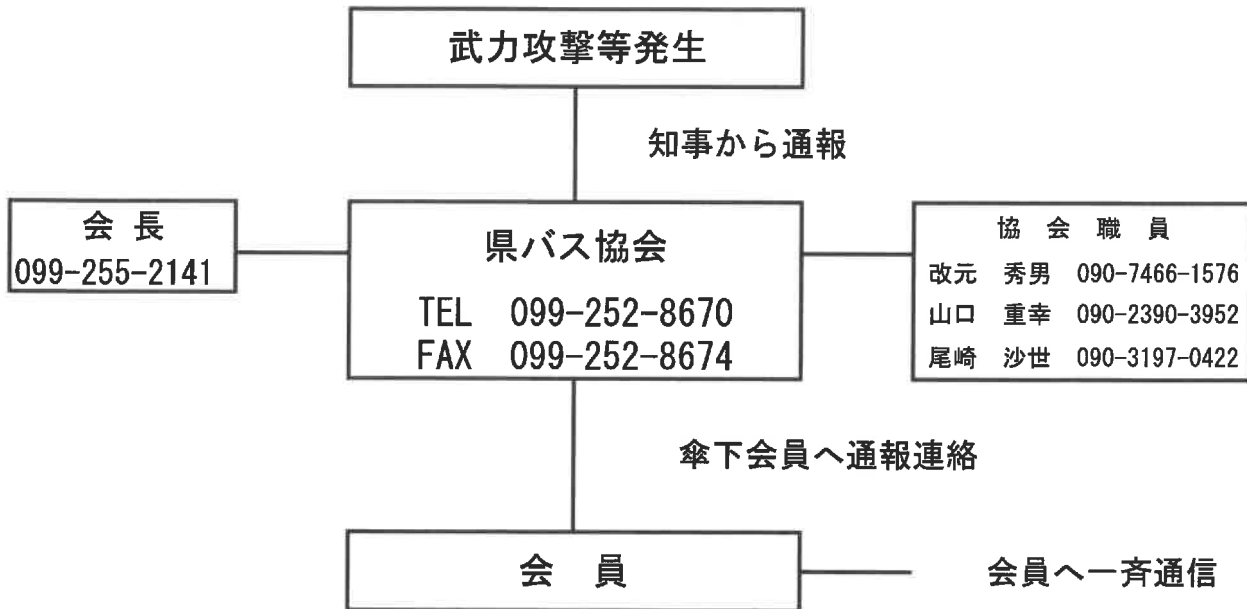 武力攻撃等発生
知事から通報
会 長
099-255-2141
県バス協会
TEL 099-252-8670
FAX 099-252-8674
協 会 職 員
改元 秀男 090-7466-1576
山口 重幸 090-2390-3952
尾崎 沙世 090-3197-0422
傘下会員へ通報連絡
会 員
会員へ一斉通信